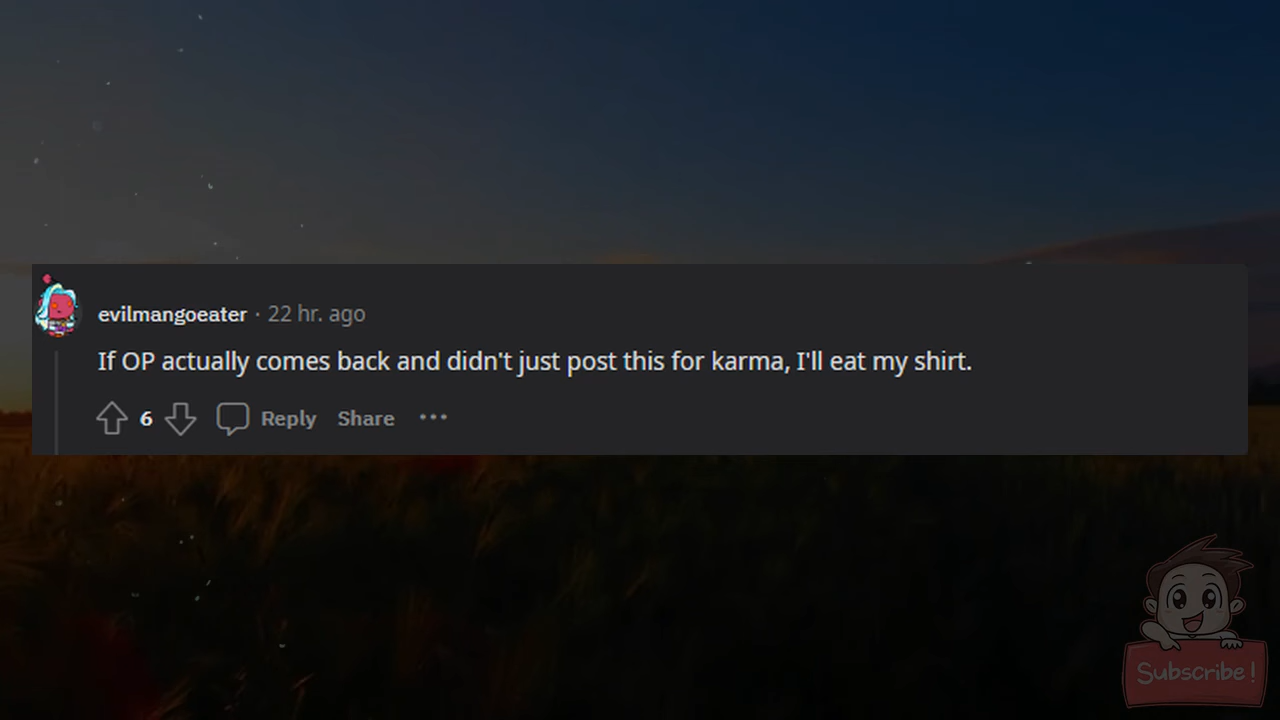 evilmangoeater · 22 hr. ago
If OP actually comes back and didn't just post this for karma, I'll eat my shirt.
6 Reply Share ···
Subscribe!